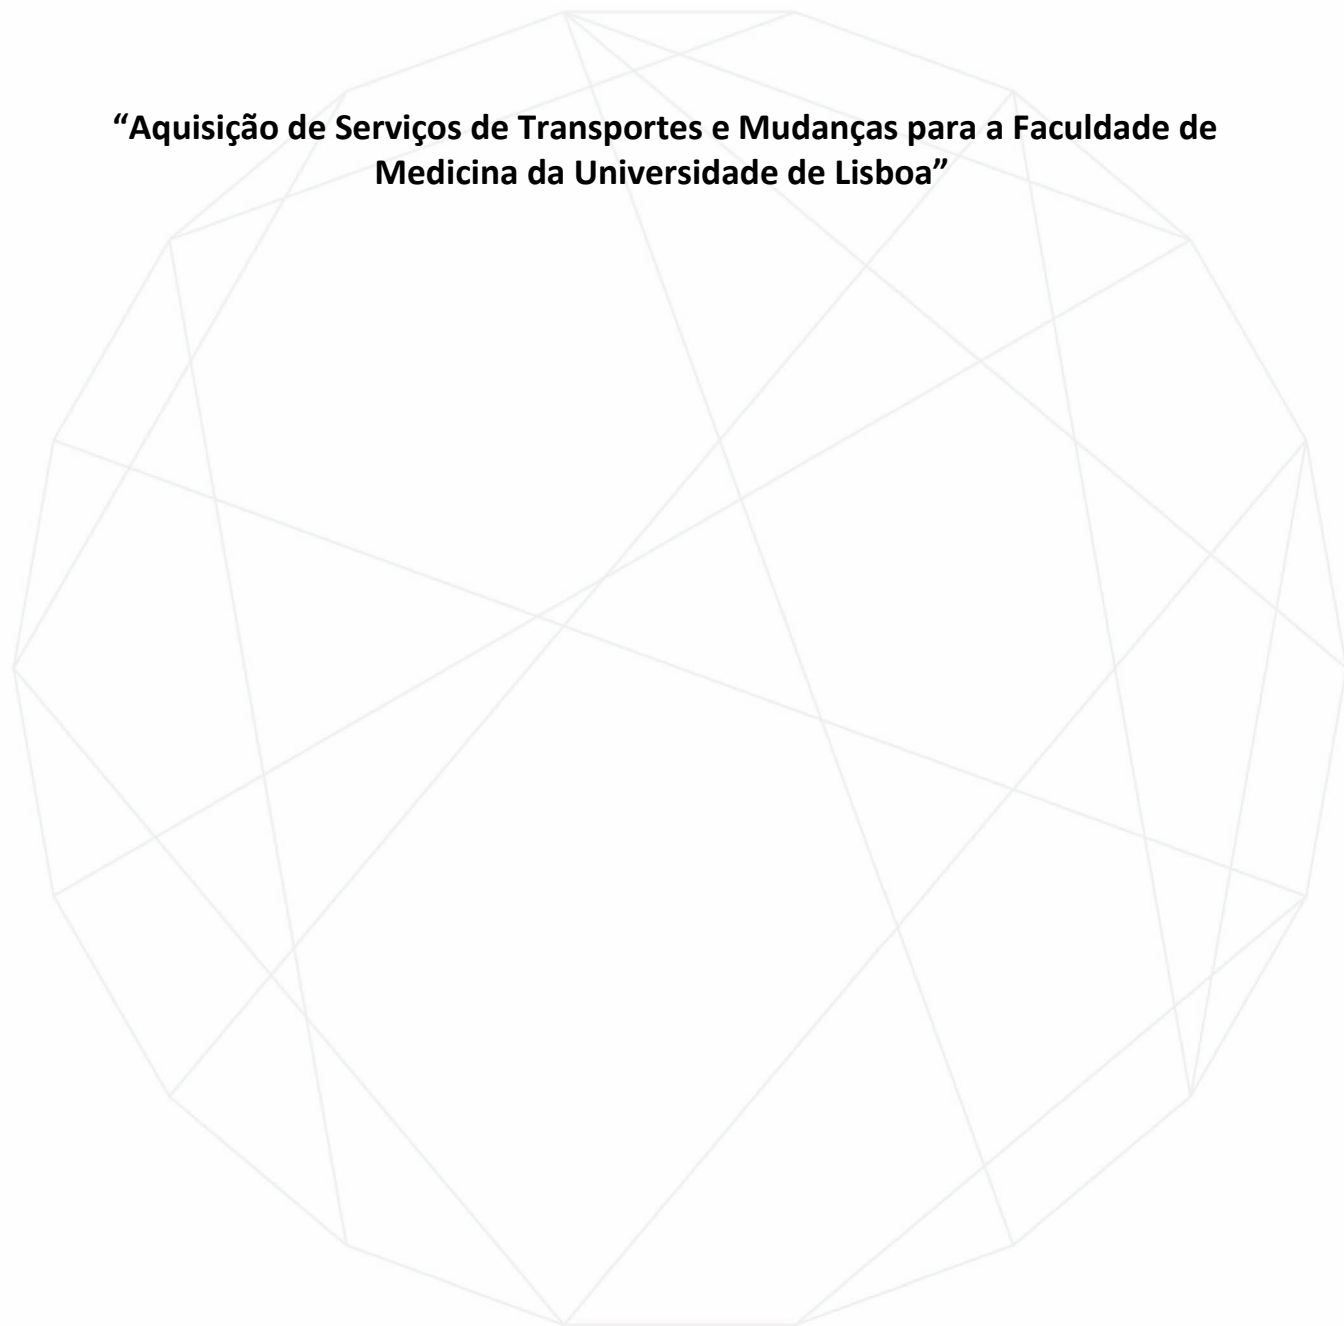 “Aquisição de Serviços de Transportes e Mudanças para a Faculdade de
Medicina da Universidade de Lisboa”